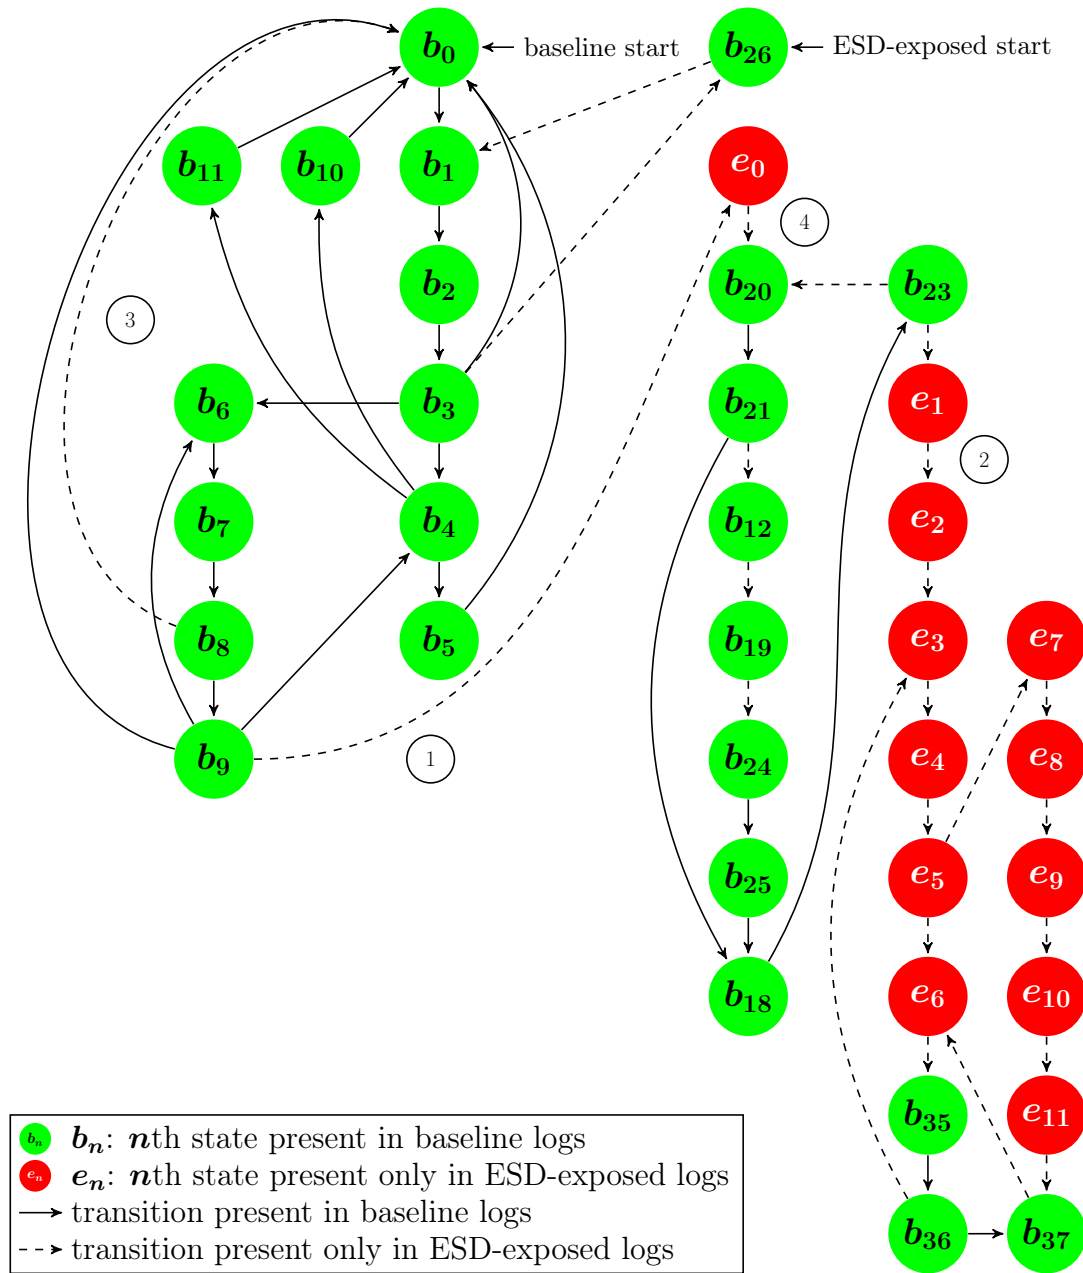 b0 baseline start b26 ESD-exposed start
b11 b10 b1 e0
4
b2 b20 b23
3
b6 b3 b21 e1
2
b7 b4 b12 e2
b8 b5 b19 e3 e7
b9 1 b24 e4 e8
b25 e5 e9
b18 e6 e10
b35 e11
b36 b37
bn bn: nth state present in baseline logs
en en: nth state present only in ESD-exposed logs
transition present in baseline logs
transition present only in ESD-exposed logs